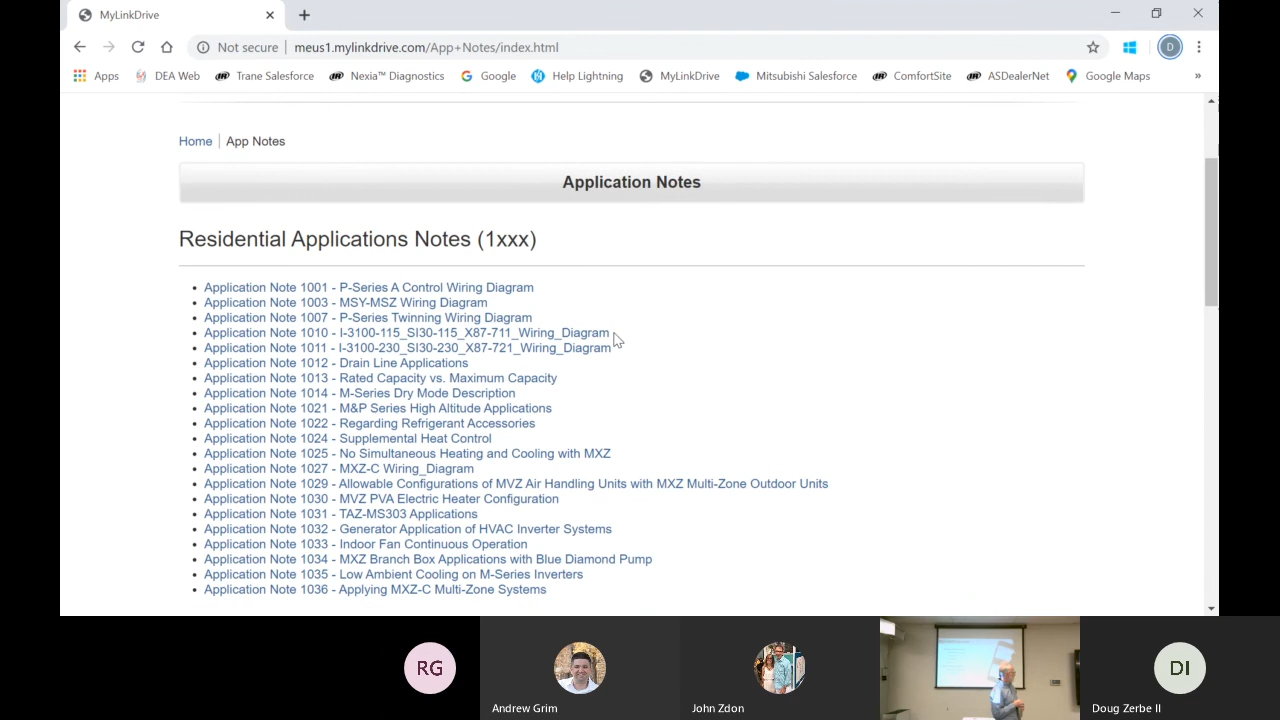 MyLinkDrive
Not secure | meus1.mylinkdrive.com/App+Notes/index.html
D
Apps DEA Web Trane Salesforce Nexia™ Diagnostics Google Help Lightning MyLinkDrive Mitsubishi Salesforce ComfortSite ASDealerNet Google Maps »
Home | App Notes
Application Notes
Residential Applications Notes (1xxx)
Application Note 1001 - P-Series A Control Wiring Diagram
Application Note 1003 - MSY-MSZ Wiring Diagram
Application Note 1007 - P-Series Twinning Wiring Diagram
Application Note 1010 - I-3100-115_SI30-115_X87-711_Wiring_Diagram
Application Note 1011 - I-3100-230_SI30-230_X87-721_Wiring_Diagram
Application Note 1012 - Drain Line Applications
Application Note 1013 - Rated Capacity vs. Maximum Capacity
Application Note 1014 - M-Series Dry Mode Description
Application Note 1021 - M&P Series High Altitude Applications
Application Note 1022 - Regarding Refrigerant Accessories
Application Note 1024 - Supplemental Heat Control
Application Note 1025 - No Simultaneous Heating and Cooling with MXZ
Application Note 1027 - MXZ-C Wiring_Diagram
Application Note 1029 - Allowable Configurations of MVZ Air Handling Units with MXZ Multi-Zone Outdoor Units
Application Note 1030 - MVZ PVA Electric Heater Configuration
Application Note 1031 - TAZ-MS303 Applications
Application Note 1032 - Generator Application of HVAC Inverter Systems
Application Note 1033 - Indoor Fan Continuous Operation
Application Note 1034 - MXZ Branch Box Applications with Blue Diamond Pump
Application Note 1035 - Low Ambient Cooling on M-Series Inverters
Application Note 1036 - Applying MXZ-C Multi-Zone Systems
RG
DI
Andrew Grim
John Zdon
Doug Zerbe II